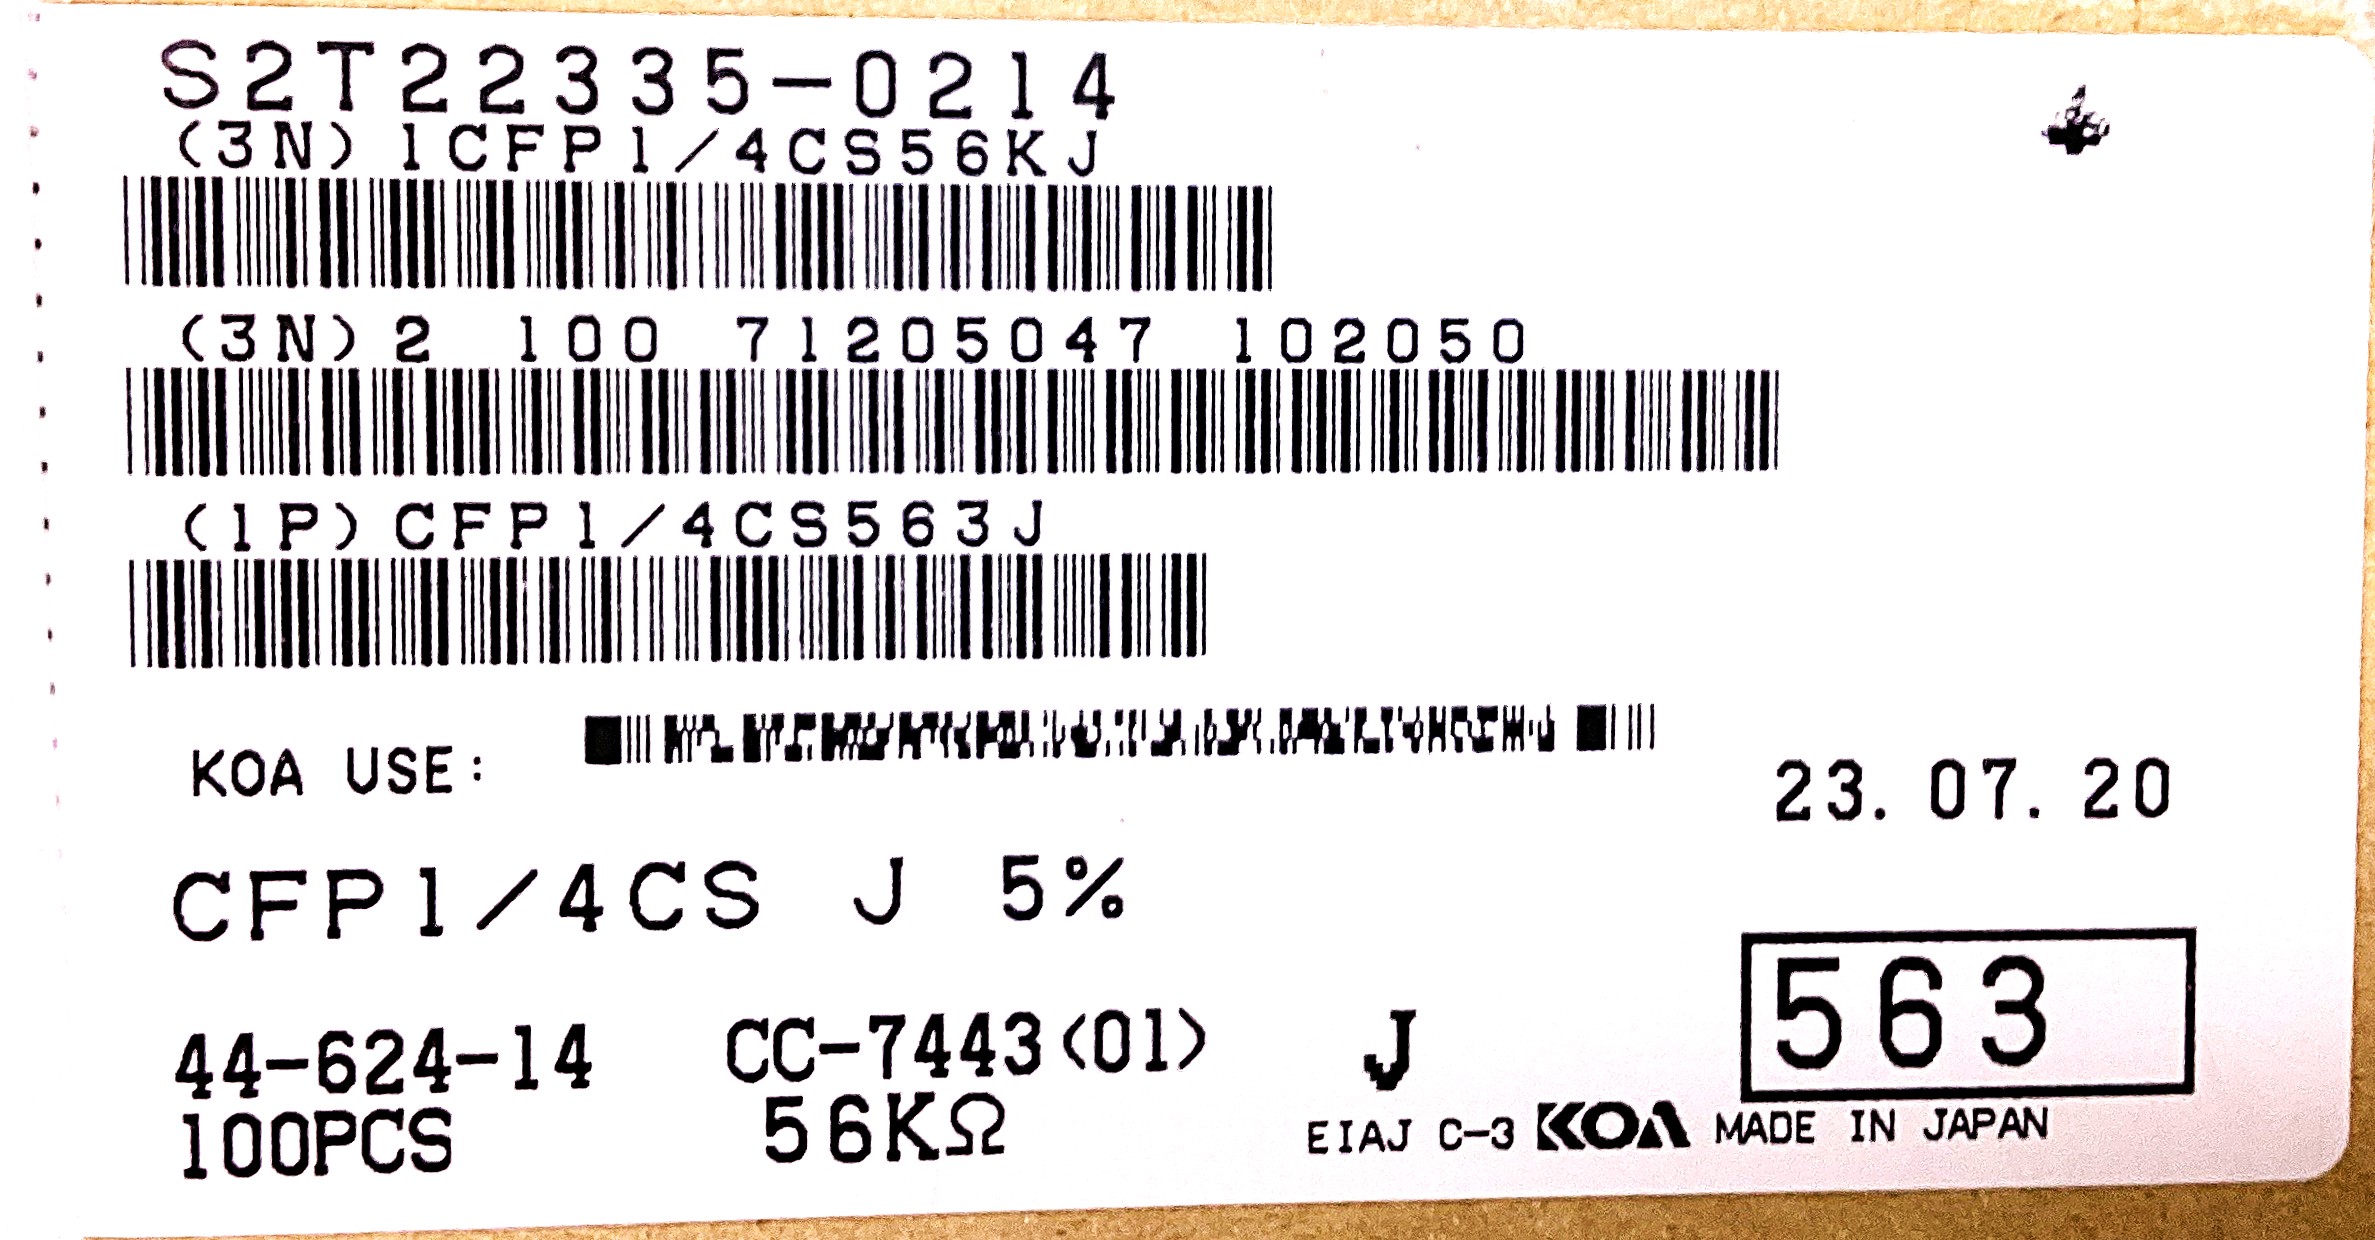 S2T22335-0214
(3N)1CFP1/4CS56KJ
(3N)2 100 71205047 102050
(1P)CFP1/4CS563J
KOA USE:
23. 07. 20
CFP1/4CS J 5%
563
44-624-14 CC-7443(01) J
100PCS 56KΩ
EIAJ C-3 KOA MADE IN JAPAN